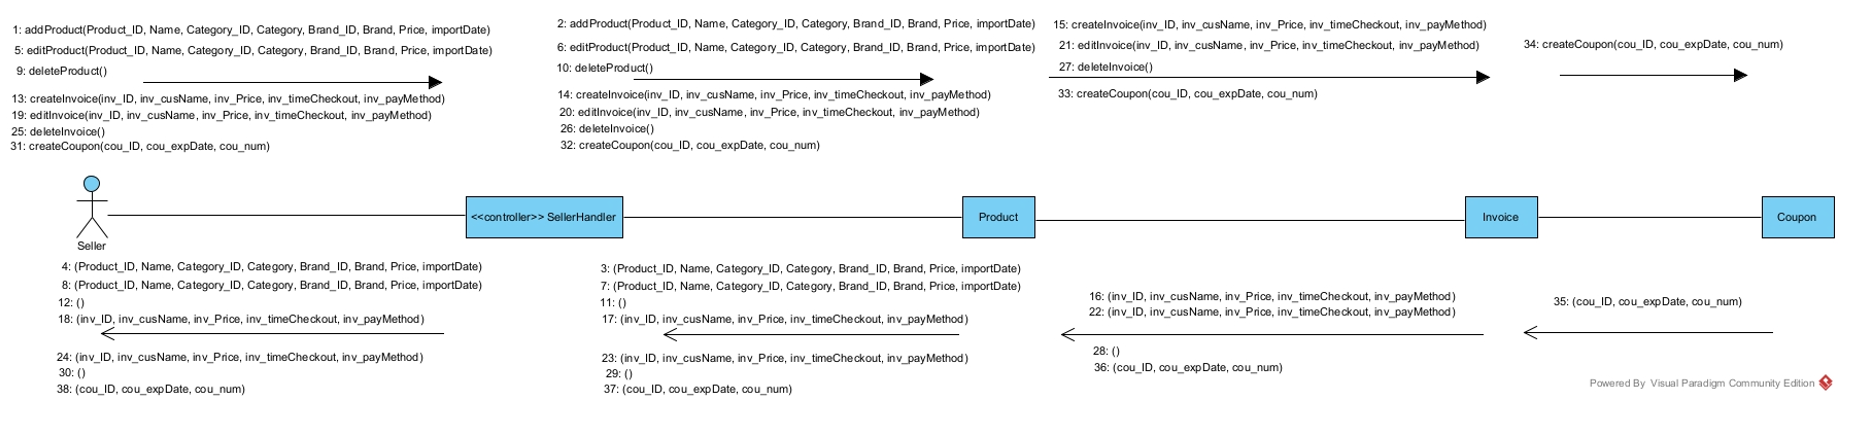 1: addProduct(Product_ID, Name, Category_ID, Category, Brand_ID, Brand, Price, importDate)
5: editProduct(Product_ID, Name, Category_ID, Category, Brand_ID, Brand, Price, importDate)
9: deleteProduct()
13: createInvoice(inv_ID, inv_cusName, inv_Price, inv_timeCheckout, inv_payMethod)
19: editInvoice(inv_ID, inv_cusName, inv_Price, inv_timeCheckout, inv_payMethod)
25: deleteInvoice()
31: createCoupon(cou_ID, cou_expDate, cou_num)
2: addProduct(Product_ID, Name, Category_ID, Category, Brand_ID, Brand, Price, importDate)
6: editProduct(Product_ID, Name, Category_ID, Category, Brand_ID, Brand, Price, importDate)
10: deleteProduct()
14: createInvoice(inv_ID, inv_cusName, inv_Price, inv_timeCheckout, inv_payMethod)
20: editInvoice(inv_ID, inv_cusName, inv_Price, inv_timeCheckout, inv_payMethod)
26: deleteInvoice()
32: createCoupon(cou_ID, cou_expDate, cou_num)
15: createInvoice(inv_ID, inv_cusName, inv_Price, inv_timeCheckout, inv_payMethod)
21: editInvoice(inv_ID, inv_cusName, inv_Price, inv_timeCheckout, inv_payMethod)
27: deleteInvoice()
33: createCoupon(cou_ID, cou_expDate, cou_num)
34: createCoupon(cou_ID, cou_expDate, cou_num)
Seller
<<controller>> SellerHandler
Product
Invoice
Coupon
4: (Product_ID, Name, Category_ID, Category, Brand_ID, Brand, Price, importDate)
8: (Product_ID, Name, Category_ID, Category, Brand_ID, Brand, Price, importDate)
12: ()
18: (inv_ID, inv_cusName, inv_Price, inv_timeCheckout, inv_payMethod)
24: (inv_ID, inv_cusName, inv_Price, inv_timeCheckout, inv_payMethod)
30: ()
38: (cou_ID, cou_expDate, cou_num)
3: (Product_ID, Name, Category_ID, Category, Brand_ID, Brand, Price, importDate)
7: (Product_ID, Name, Category_ID, Category, Brand_ID, Brand, Price, importDate)
11: ()
17: (inv_ID, inv_cusName, inv_Price, inv_timeCheckout, inv_payMethod)
23: (inv_ID, inv_cusName, inv_Price, inv_timeCheckout, inv_payMethod)
29: ()
37: (cou_ID, cou_expDate, cou_num)
16: (inv_ID, inv_cusName, inv_Price, inv_timeCheckout, inv_payMethod)
22: (inv_ID, inv_cusName, inv_Price, inv_timeCheckout, inv_payMethod)
28: ()
36: (cou_ID, cou_expDate, cou_num)
35: (cou_ID, cou_expDate, cou_num)
Powered By Visual Paradigm Community Edition